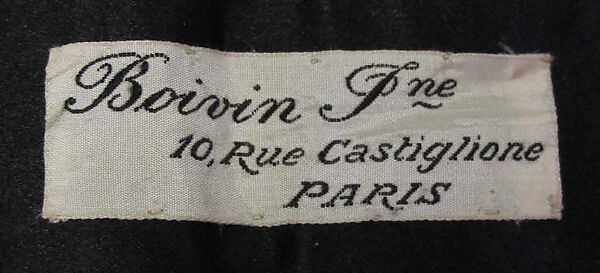 Boivin Jne
10, Rue Castiglione
PARIS